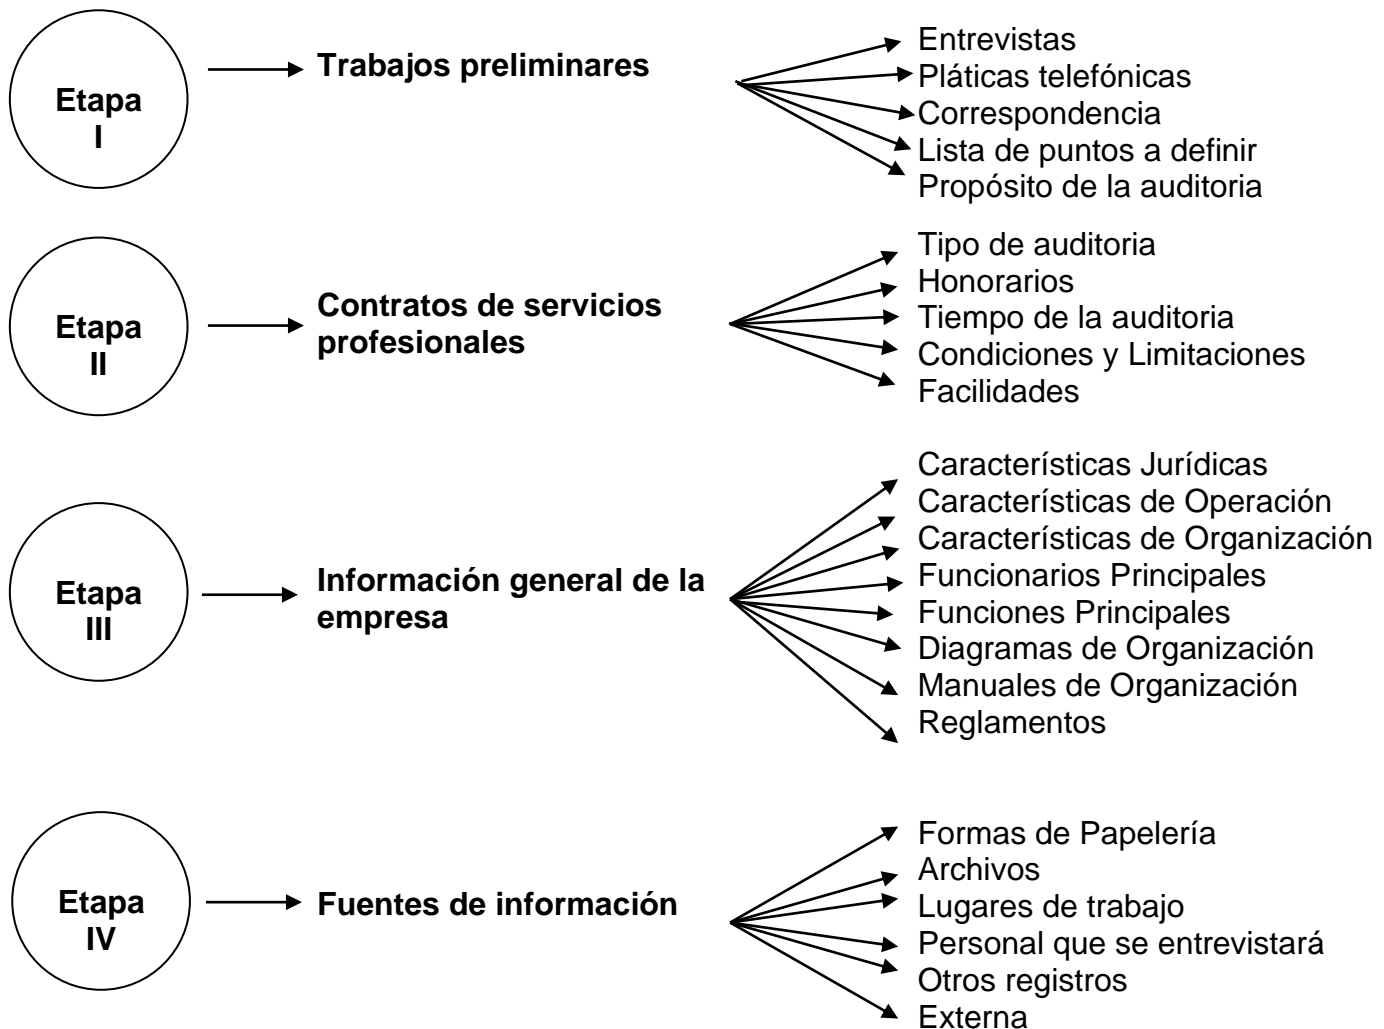 Etapa
I
Trabajos preliminares
Entrevistas
Pláticas telefónicas
Correspondencia
Lista de puntos a definir
Propósito de la auditoria
Etapa
II
Contratos de servicios
profesionales
Tipo de auditoria
Honorarios
Tiempo de la auditoria
Condiciones y Limitaciones
Facilidades
Etapa
III
Información general de la
empresa
Características Jurídicas
Características de Operación
Características de Organización
Funcionarios Principales
Funciones Principales
Diagramas de Organización
Manuales de Organización
Reglamentos
Etapa
IV
Fuentes de información
Formas de Papelería
Archivos
Lugares de trabajo
Personal que se entrevistará
Otros registros
Externa